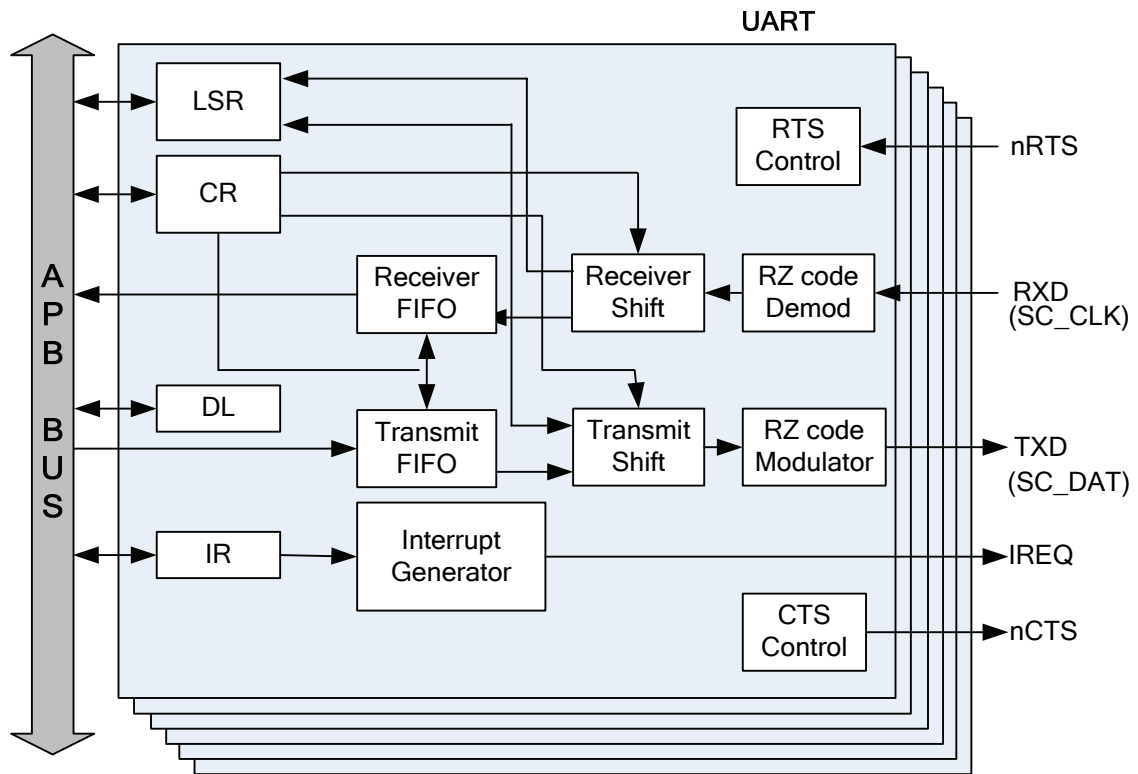 UART
LSR
RTS
Control
nRTS
CR
A
P
B
B
U
S
Receiver
FIFO
Receiver
Shift
RZ code
Demod
RXD
(SC_CLK)
DL
Transmit
FIFO
Transmit
Shift
RZ code
Modulator
TXD
(SC_DAT)
IR
Interrupt
Generator
IREQ
CTS
Control
nCTS